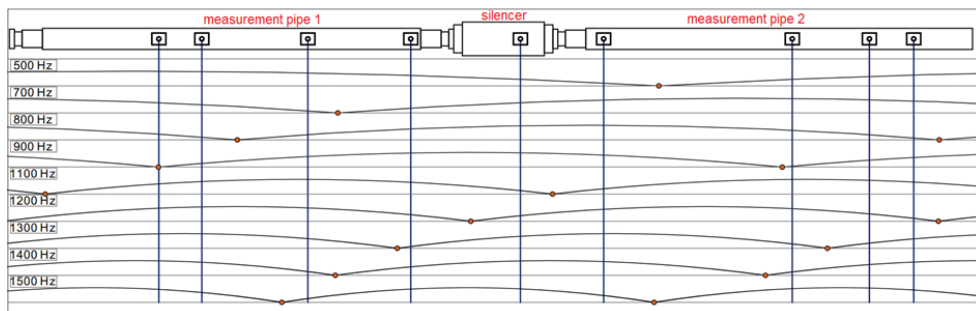 measurement pipe 1
silencer
measurement pipe 2
500 Hz
700 Hz
800 Hz
900 Hz
1100 Hz
1200 Hz
1300 Hz
1400 Hz
1500 Hz